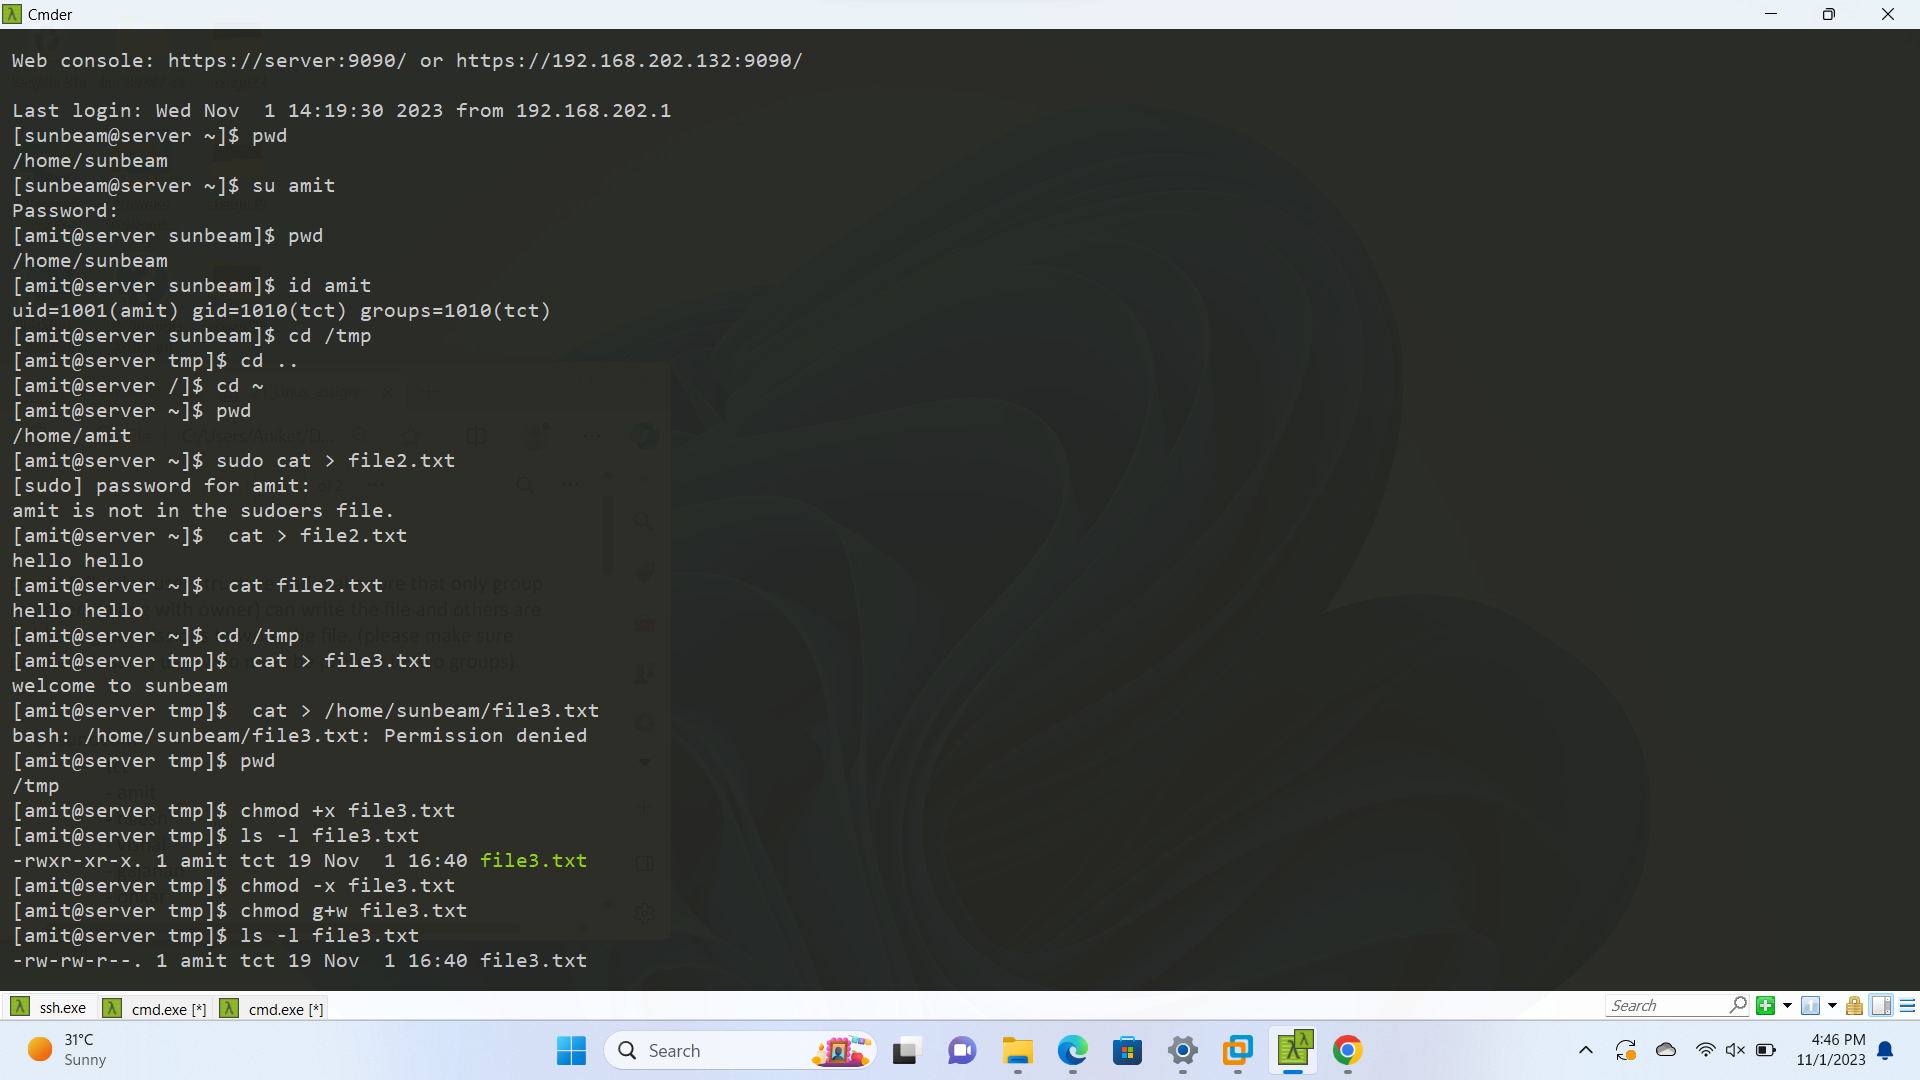 Cmder
Web console: https://server:9090/ or https://192.168.202.132:9090/
Last login: Wed Nov  1 14:19:30 2023 from 192.168.202.1
[sunbeam@server ~]$ pwd
/home/sunbeam
[sunbeam@server ~]$ su amit
Password:
[amit@server sunbeam]$ pwd
/home/sunbeam
[amit@server sunbeam]$ id amit
uid=1001(amit) gid=1010(tct) groups=1010(tct)
[amit@server sunbeam]$ cd /tmp
[amit@server tmp]$ cd ..
[amit@server /]$ cd ~
[amit@server ~]$ pwd
/home/amit
[amit@server ~]$ sudo cat > file2.txt
[sudo] password for amit:
amit is not in the sudoers file.
[amit@server ~]$  cat > file2.txt
hello hello
[amit@server ~]$  cat file2.txt
hello hello
[amit@server ~]$ cd /tmp
[amit@server tmp]$  cat > file3.txt
welcome to sunbeam
[amit@server tmp]$  cat > /home/sunbeam/file3.txt
bash: /home/sunbeam/file3.txt: Permission denied
[amit@server tmp]$ pwd
/tmp
[amit@server tmp]$ chmod +x file3.txt
[amit@server tmp]$ ls -l file3.txt
-rwxr-xr-x. 1 amit tct 19 Nov  1 16:40 file3.txt
[amit@server tmp]$ chmod -x file3.txt
[amit@server tmp]$ chmod g+w file3.txt
[amit@server tmp]$ ls -l file3.txt
-rw-rw-r--. 1 amit tct 19 Nov  1 16:40 file3.txt
ssh.exe cmd.exe [*] cmd.exe [*] Search
31°C
Sunny
Search
4:46 PM
11/1/2023